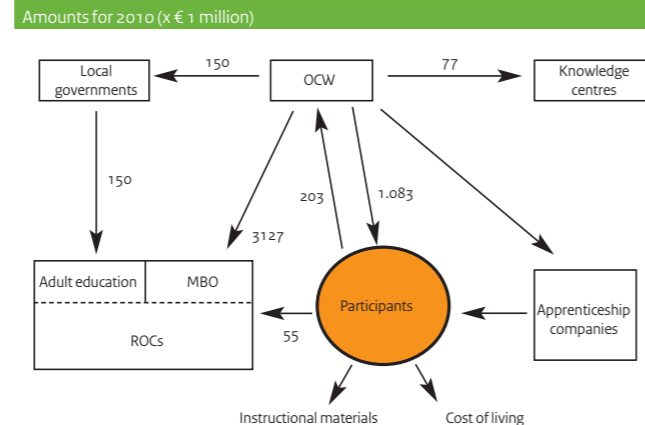 Amounts for 2010 (x € 1 million)
Local
governments
150
OCW
77
Knowledge
centres
150
203
1.083
3127
Adult education
MBO
Participants
Apprenticeship
companies
ROCs
55
Instructional materials
Cost of living